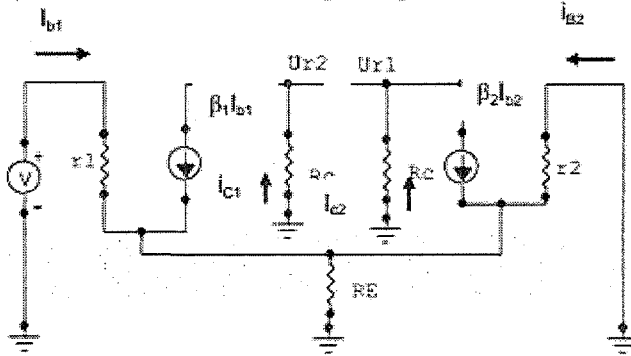 Ib1
iB2
Ur2
Ur1
β1Ib1
β2Ib2
+
V
-
r1
iC1
Rc
Ic2
Rc
r2
RE